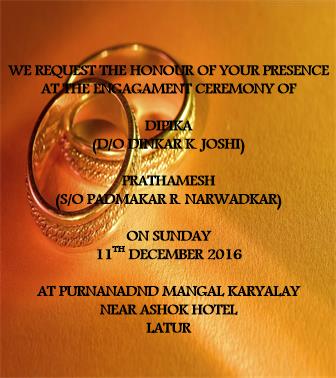 WE REQUEST THE HONOUR OF YOUR PRESENCE
AT THE ENGAGAMENT CEREMONY OF
DIPIKA
(D/O DINKAR K. JOSHI)
PRATHAMESH
(S/O PADMAKAR R. NARWADKAR)
ON SUNDAY
11TH DECEMBER 2016
AT PURNANADND MANGAL KARYALAY
NEAR ASHOK HOTEL
LATUR